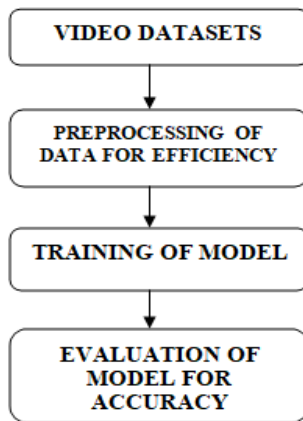 VIDEO DATASETS
PREPROCESSING OF
DATA FOR EFFICIENCY
TRAINING OF MODEL
EVALUATION OF
MODEL FOR
ACCURACY